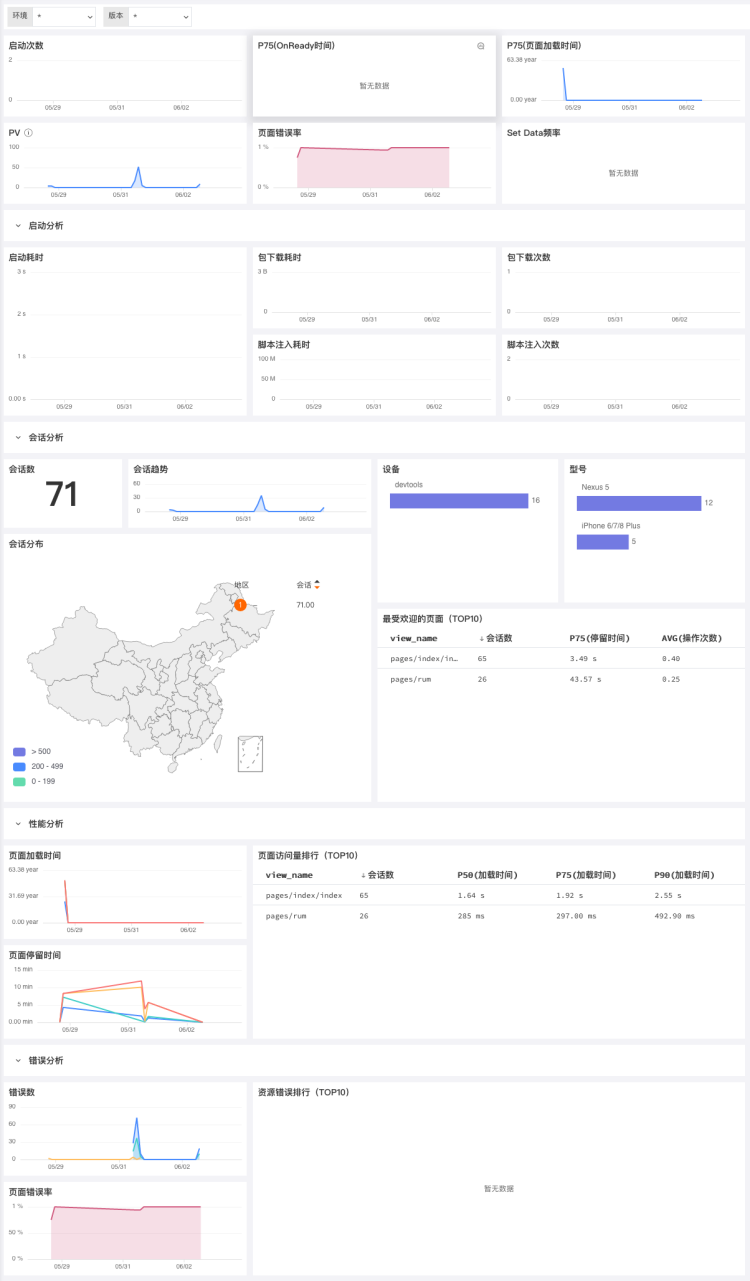 环境 *
版本 *
启动次数
2
0
05/29 05/31 06/02
P75(OnReady时间)
暂无数据
P75(页面加载时间)
63.38 year
0.00 year
05/29 05/31 06/02
PV
100
50
0
05/29 05/31 06/02
页面错误率
1 %
0 %
05/29 05/31 06/02
Set Data频率
暂无数据
启动分析
启动耗时
3 s
2 s
1 s
0.00 s
05/29 05/31 06/02
包下载耗时
3 B
0
05/29 05/31 06/02
包下载次数
1
0
05/29 05/31 06/02
脚本注入耗时
100 M
50 M
0
05/29 05/31 06/02
脚本注入次数
2
0
05/29 05/31 06/02
会话分析
会话数
71
会话趋势
60
30
0
05/29 05/31 06/02
设备
devtools
16
型号
Nexus 5
12
iPhone 6/7/8 Plus
5
会话分布
地区 会话
1 71.00
> 500
200 - 499
0 - 199
最受欢迎的页面（TOP10）
view_name 会话数 P75(停留时间) AVG(操作次数)
pages/index/in… 65 3.49 s 0.40
pages/rum 26 43.57 s 0.25
性能分析
页面加载时间
63.38 year
31.69 year
0.00 year
05/29 05/31 06/02
页面访问量排行（TOP10）
view_name 会话数 P50(加载时间) P75(加载时间) P90(加载时间)
pages/index/index 65 1.64 s 1.92 s 2.55 s
pages/rum 26 285 ms 297.00 ms 492.90 ms
页面停留时间
15 min
10 min
5 min
0.00 min
05/29 05/31 06/02
错误分析
错误数
90
60
30
0
05/29 05/31 06/02
资源错误排行（TOP10）
暂无数据
页面错误率
1 %
50 %
0 %
05/29 05/31 06/02